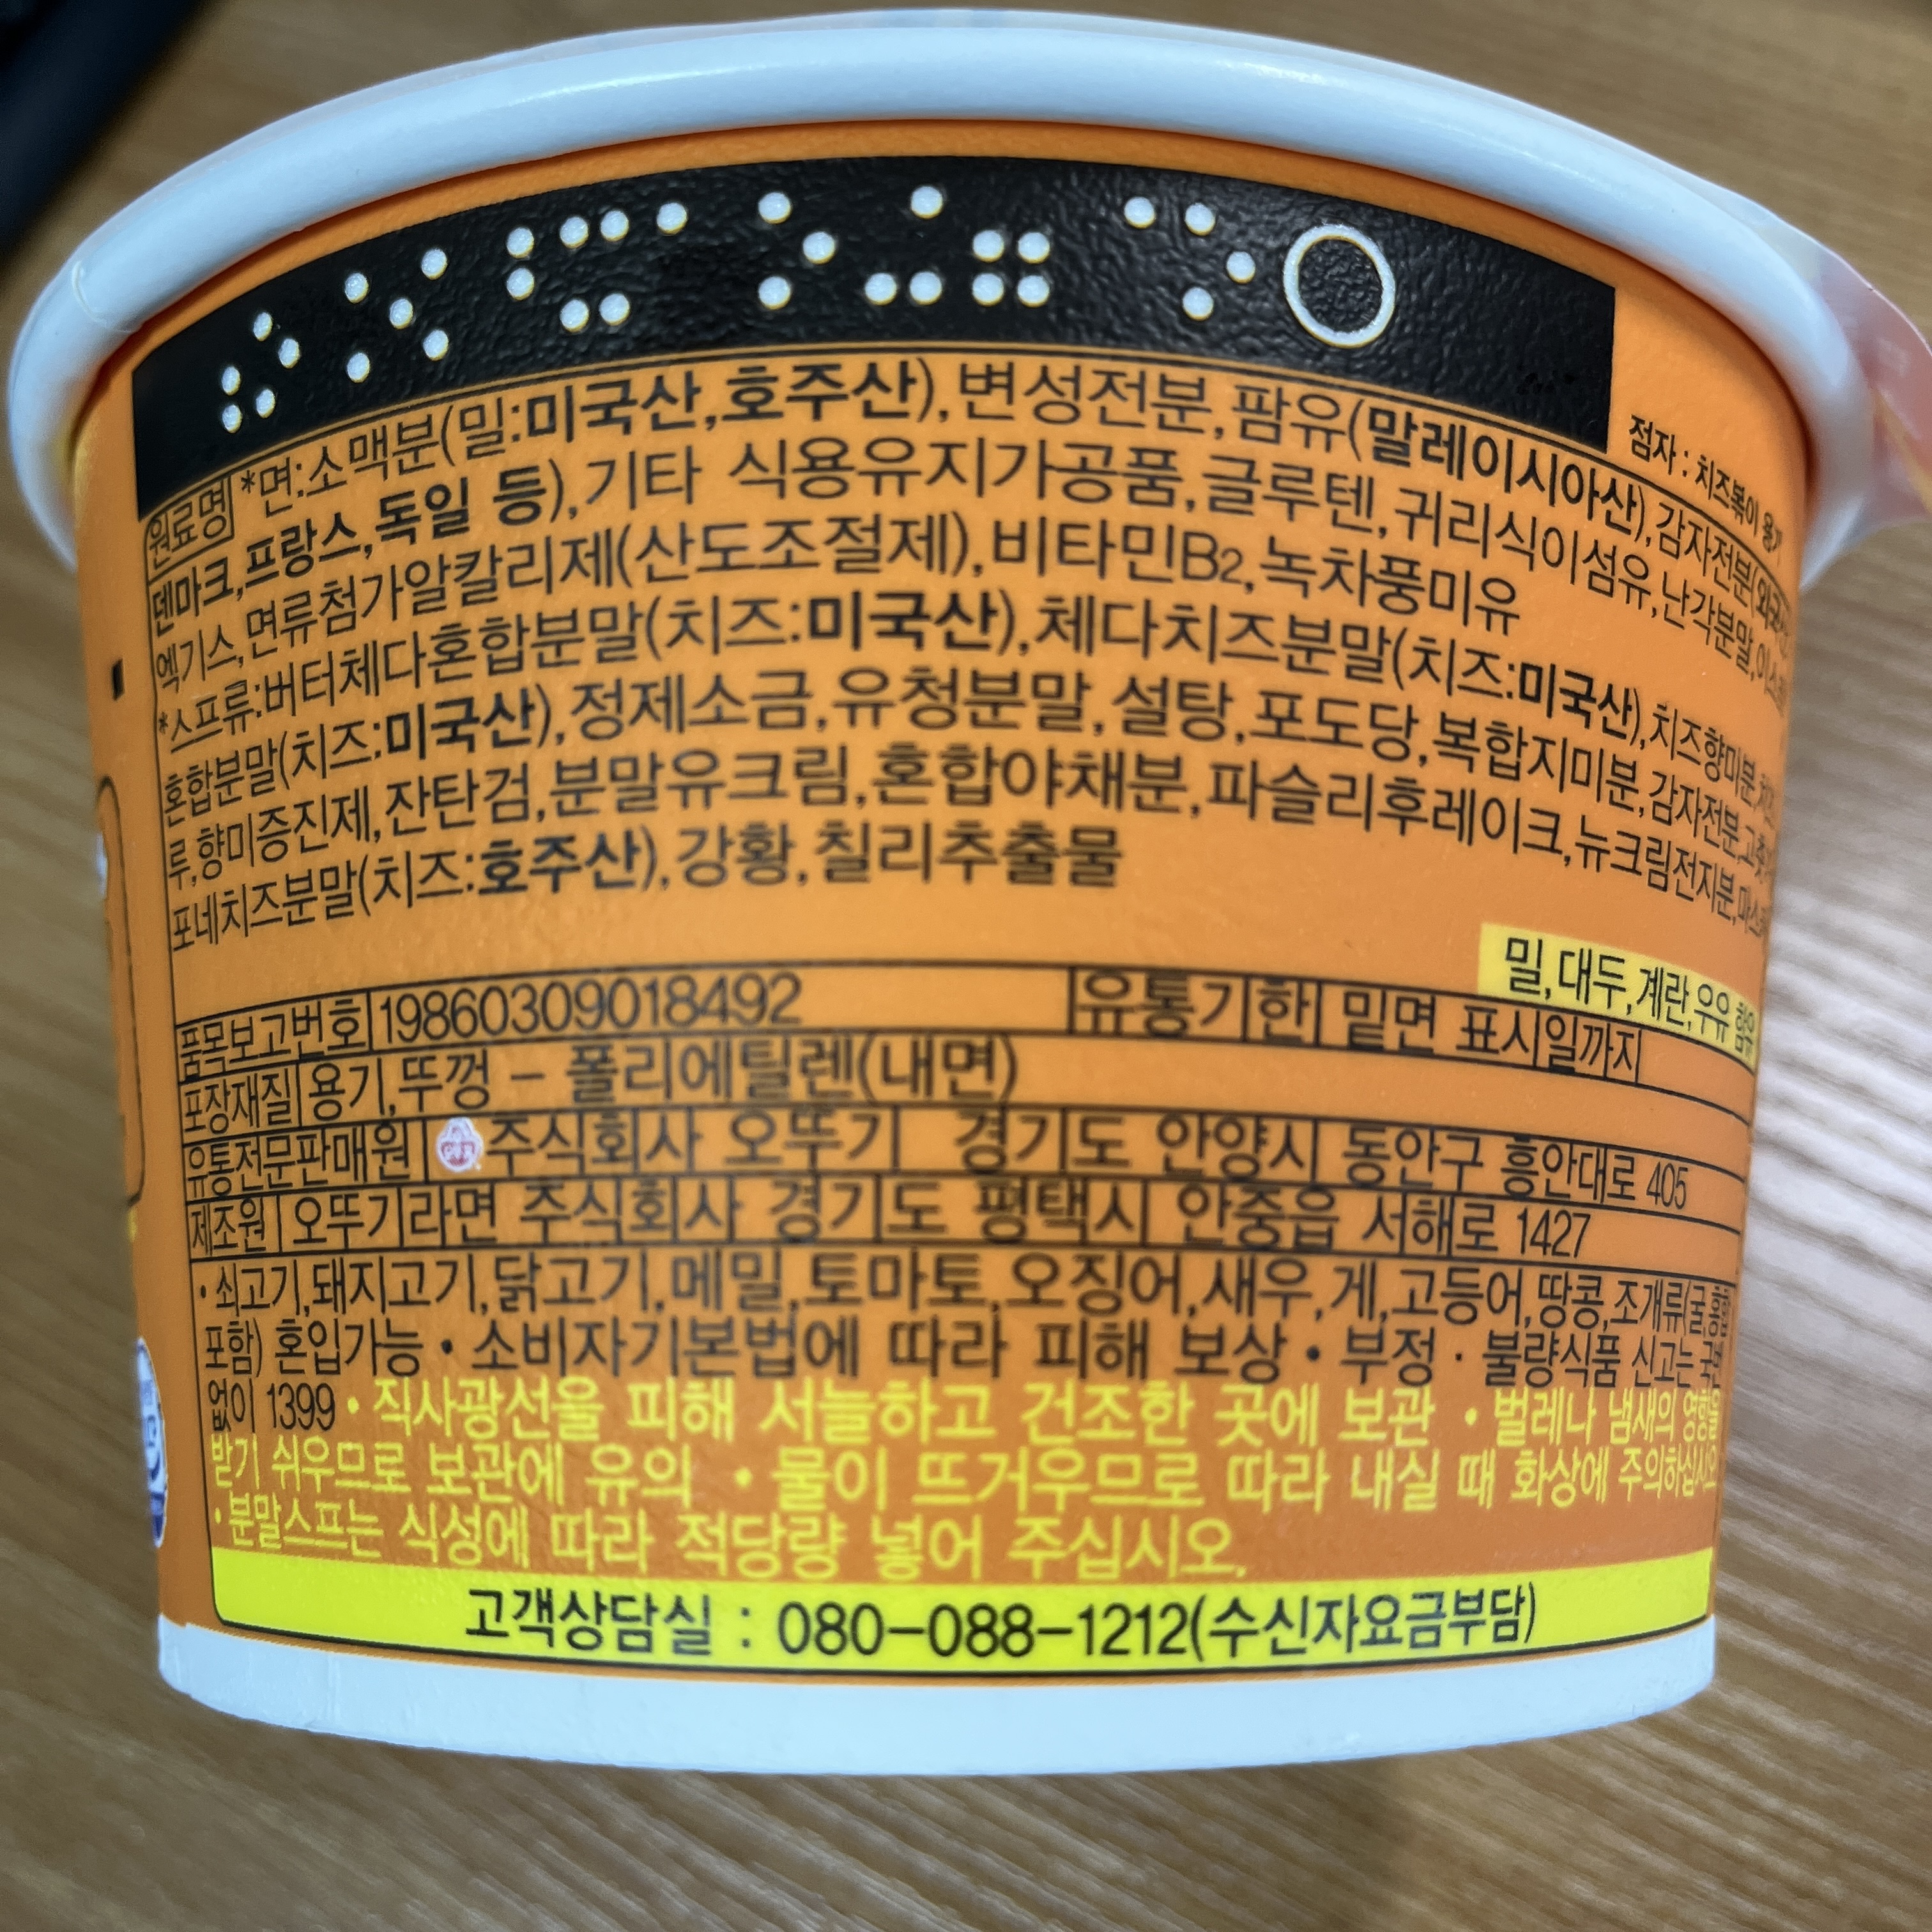 점자 : 치즈볶이 용기
원료명 *면:소맥분(밀:미국산,호주산),변성전분,팜유(말레이시아산),감자전분(외국산:
덴마크,프랑스,독일 등),기타 식용유지가공품,글루텐,귀리식이섬유,난각분말,이스트
엑기스,면류첨가알칼리제(산도조절제),비타민B2,녹차풍미유
*스프류:버터체다혼합분말(치즈:미국산),체다치즈분말(치즈:미국산),치즈향미분,치즈
혼합분말(치즈:미국산),정제소금,유청분말,설탕,포도당,복합지미분,감자전분,
루,향미증진제,잔탄검,분말유크림,혼합야채분,파슬리후레이크,뉴크림전지분,마스카
포네치즈분말(치즈:호주산),강황,칠리추출물
밀,대두,계란,우유 함유
품목보고번호 19860309018492 유통기한 밑면 표시일까지
포장재질 용기,뚜껑 - 폴리에틸렌(내면)
유통전문판매원 주식회사 오뚜기 경기도 안양시 동안구 흥안대로 405
제조원 오뚜기라면 주식회사 경기도 평택시 안중읍 서해로 1427
• 쇠고기,돼지고기,닭고기,메밀,토마토,오징어,새우,게,고등어,땅콩,조개류(굴,홍합
포함) 혼입가능 • 소비자기본법에 따라 피해 보상 • 부정 · 불량식품 신고는 국번
없이 1399 • 직사광선을 피해 서늘하고 건조한 곳에 보관 • 벌레나 냄새의 영향을
받기 쉬우므로 보관에 유의 • 물이 뜨거우므로 따라 내실 때 화상에 주의하십시오
• 분말스프는 식성에 따라 적당량 넣어 주십시오.
고객상담실 : 080-088-1212(수신자요금부담)